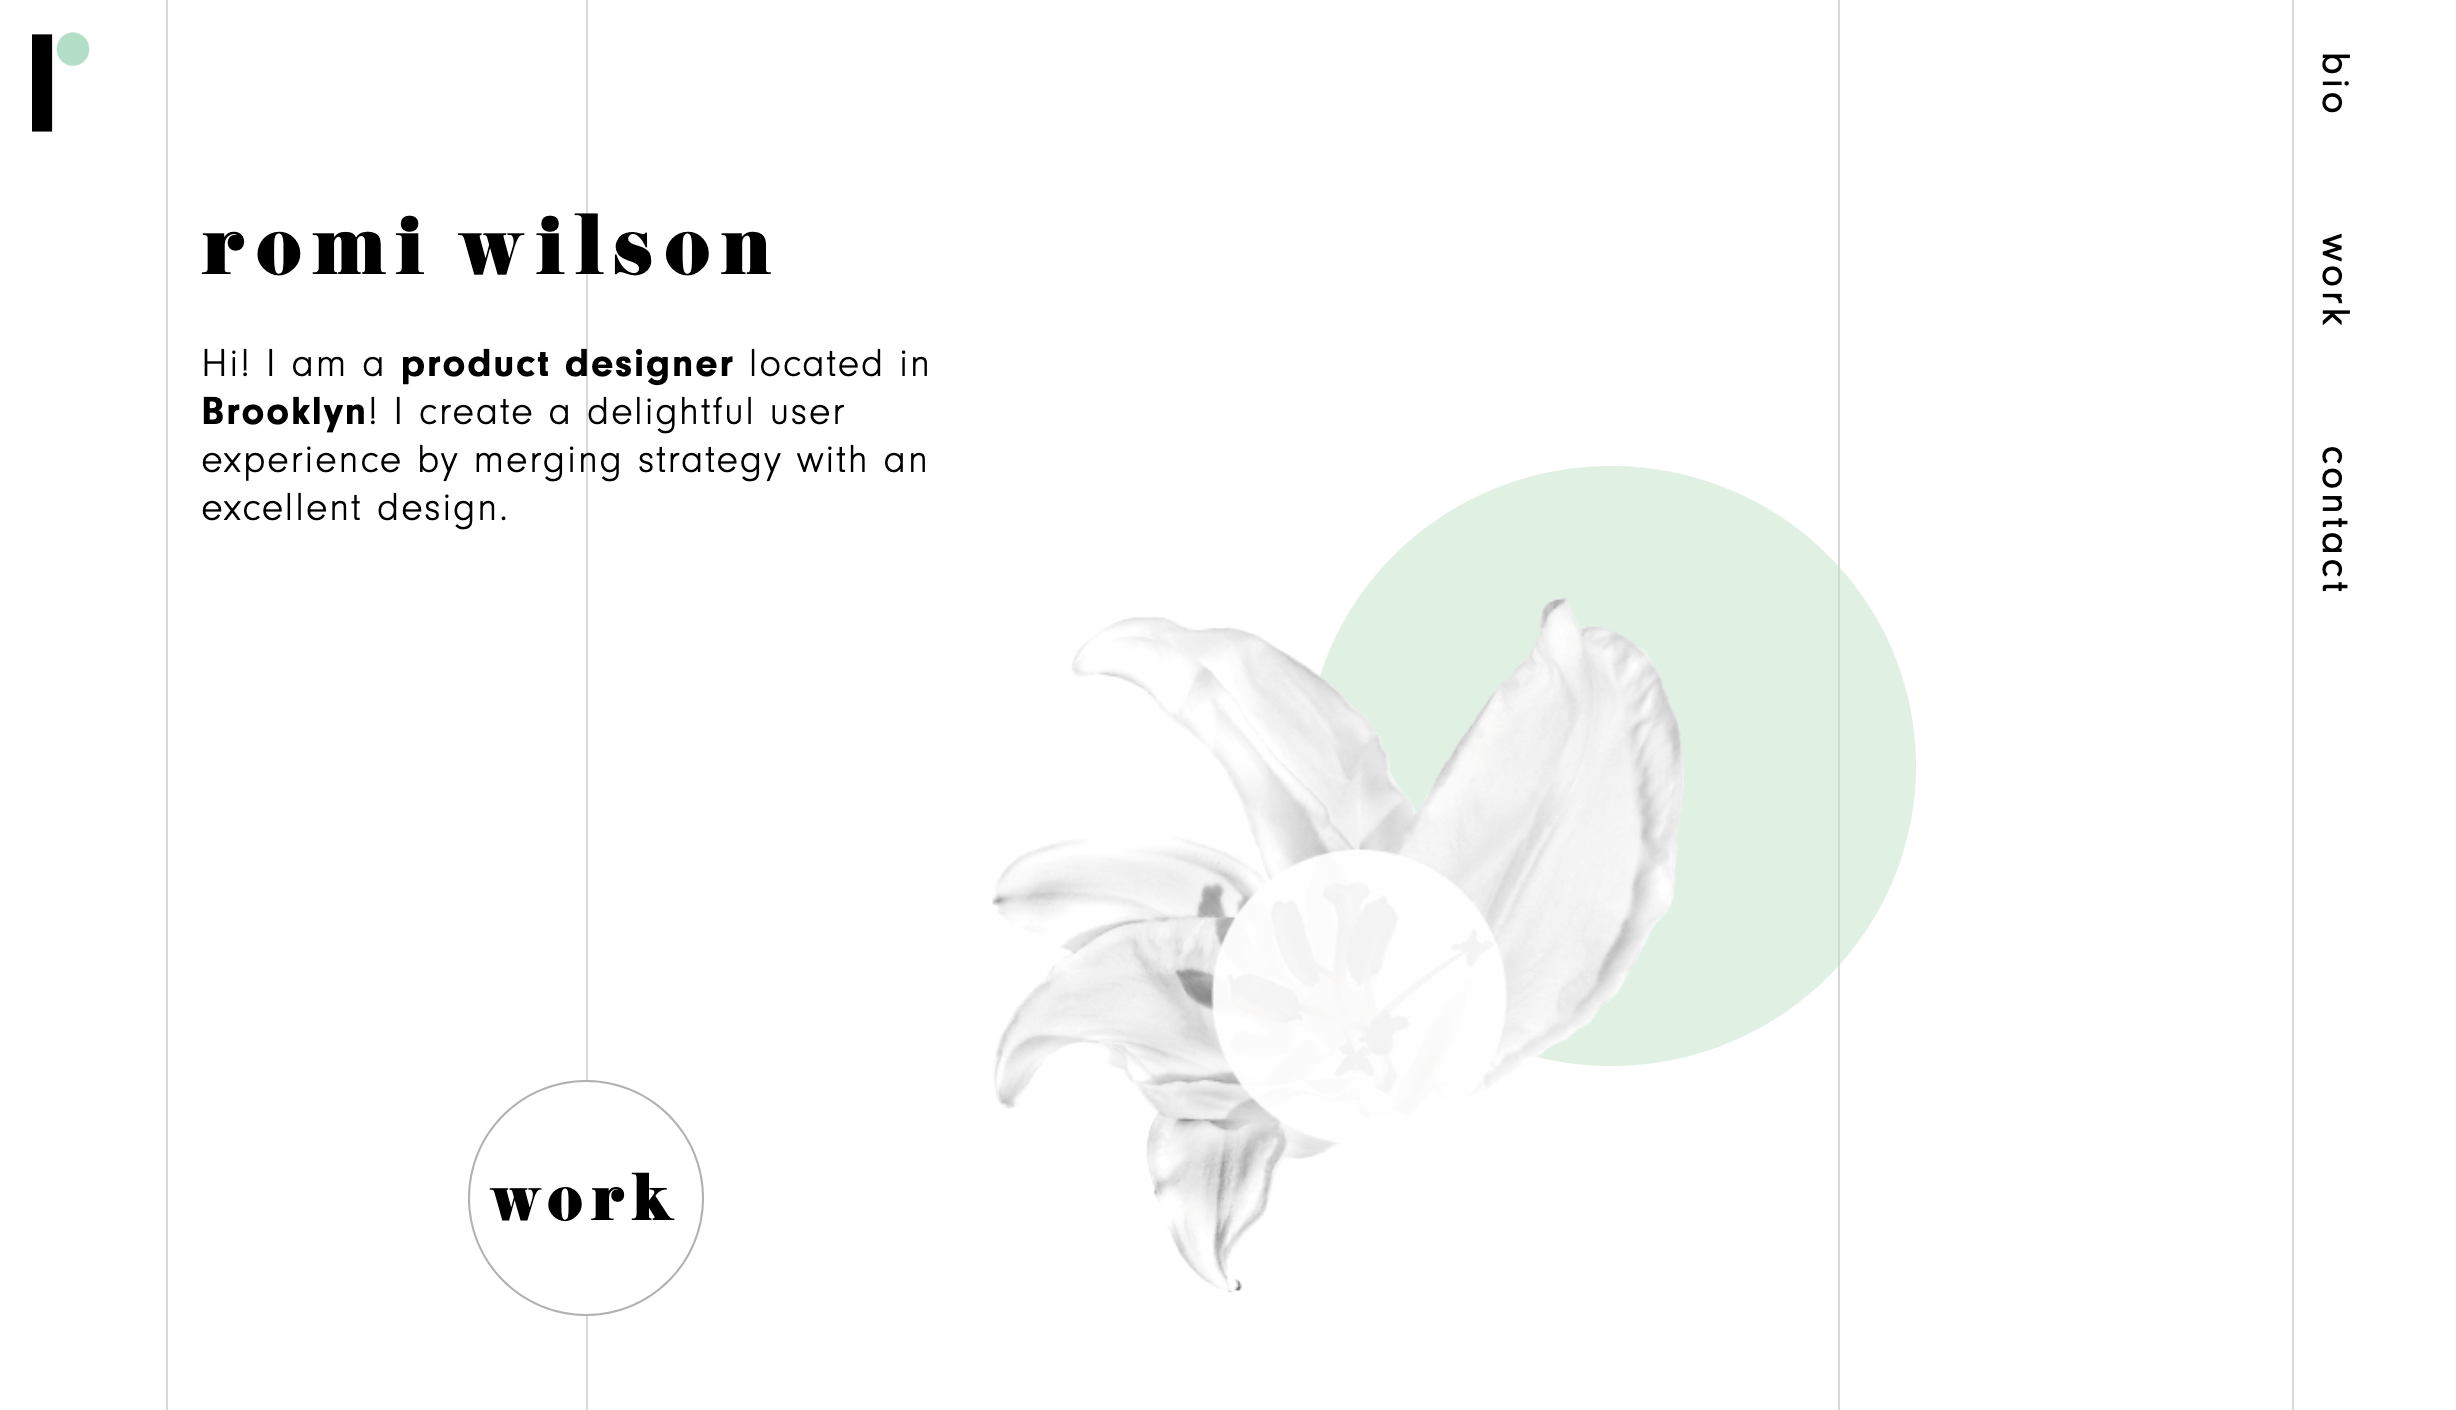 romi wilson
Hi! I am a product designer located in
Brooklyn! I create a delightful user
experience by merging strategy with an
excellent design.
work
bio
work
contact